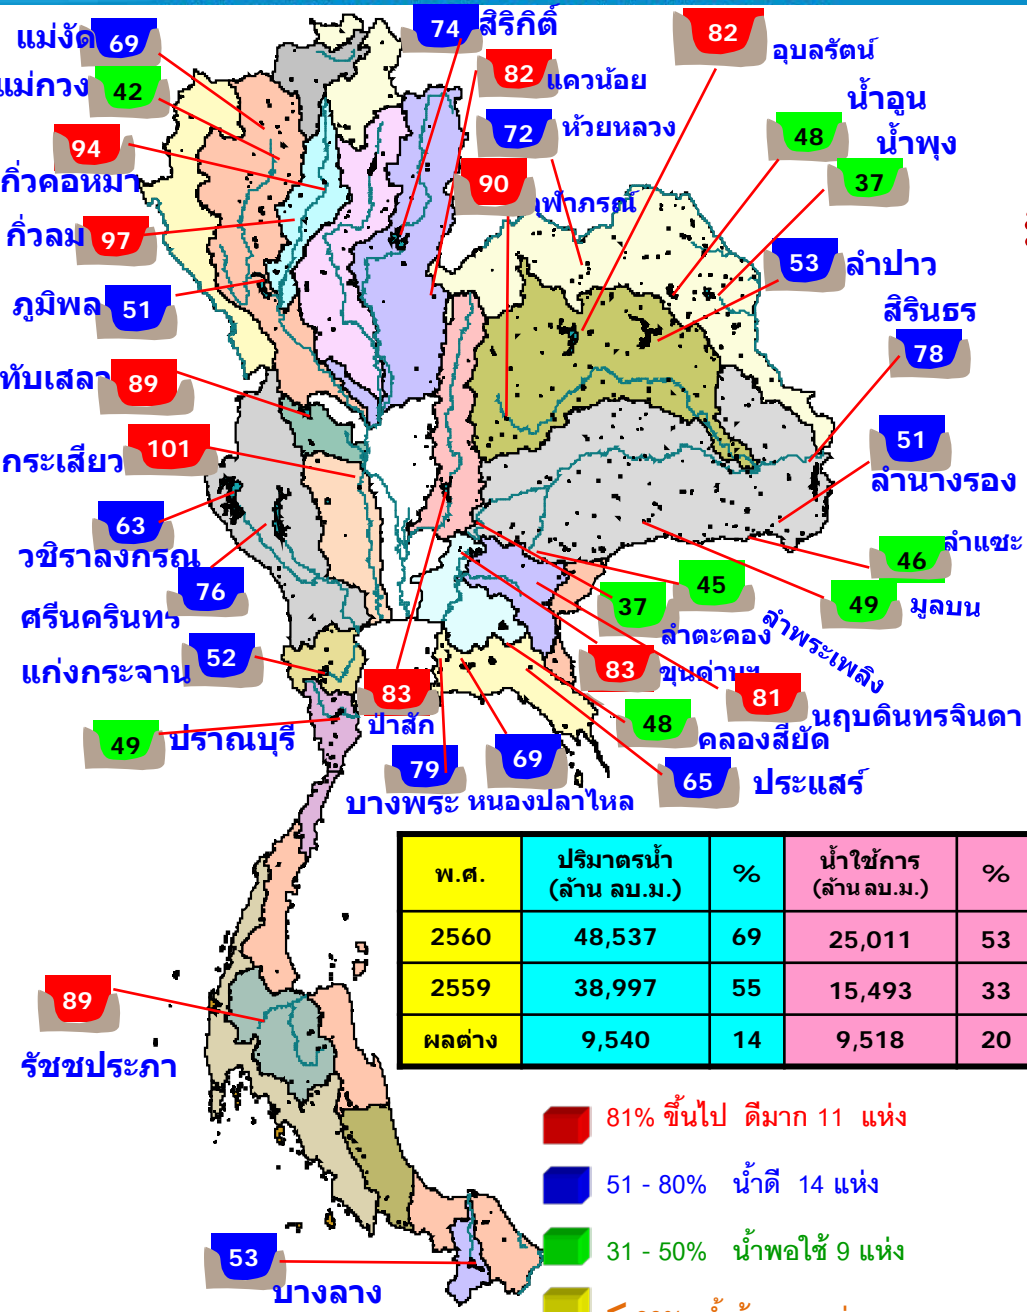 แม่งัด 69
74 สิริกิติ์
82 อุบลรัตน์
แม่กวง 42
82 แควน้อย
น้ำอูน
48
94
72 ห้วยหลวง
น้ำพุง
37
กิ่วคอหมา
90
ฬาภรณ์
กิ่วลม 97
53 ลำปาว
ภูมิพล 51
สิรินธร
78
ทับเสลา 89
101
กระเสียว
51
ลำนางรอง
63
วชิราลงกรณ
ลำแซะ
46
76
45
ศรีนครินทร์
37
49 มูลบน
ลำตะคอง
ลำพระเพลิง
แก่งกระจาน 52
83 ขุนด่านฯ
83
ป่าสัก
81 นฤบดินทรจินดา
49 ปราณบุรี
48 คลองสียัด
79
69
65 ประแสร์
บางพระ หนองปลาไหล
พ.ศ. ปริมาตรน้ำ (ล้าน ลบ.ม.) % น้ำใช้การ (ล้าน ลบ.ม.) %
2560 48,537 69 25,011 53
2559 38,997 55 15,493 33
ผลต่าง 9,540 14 9,518 20
89
รัชชประภา
81% ขึ้นไป ดีมาก 11 แห่ง
51 - 80% น้ำดี 14 แห่ง
31 - 50% น้ำพอใช้ 9 แห่ง
53
บางลาง